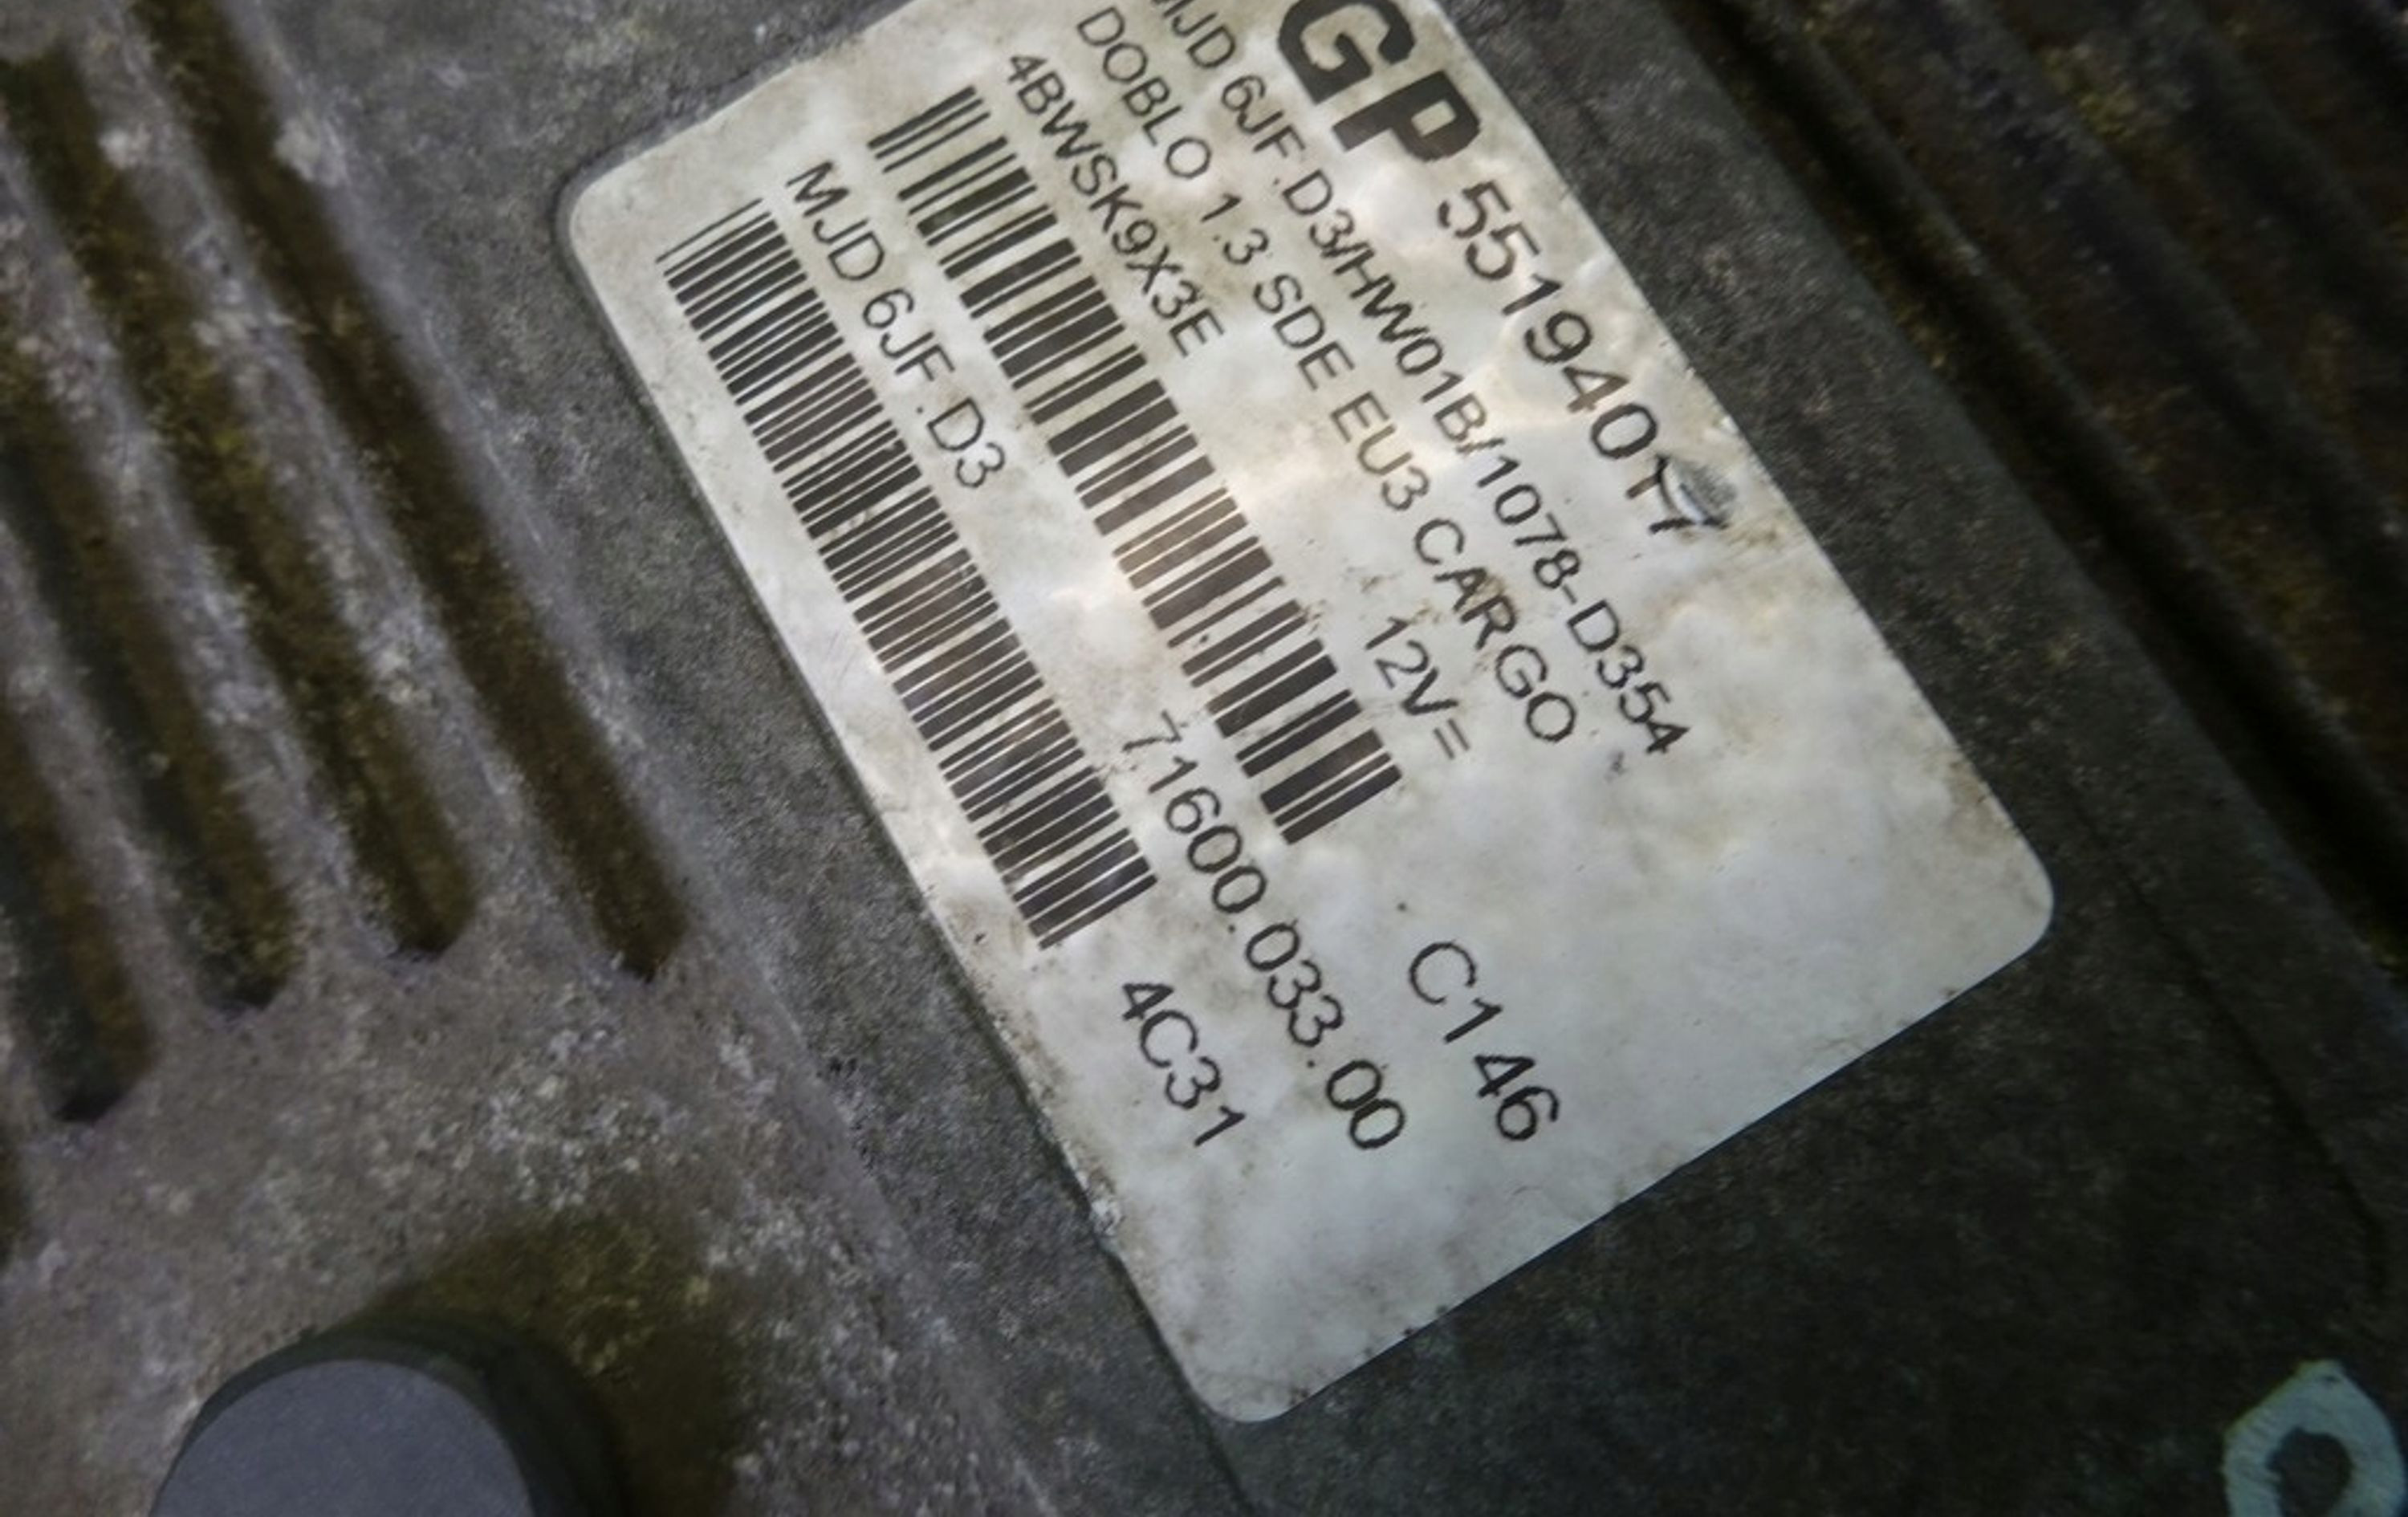 GP 55194017
MJD 6JF.D3/HW01B/1078-D354
DOBLO 1.3 SDE EU3 CARGO
4BWSK9X3E 12V=
C146
MJD 6JF.D3 71600.033.00
4C31